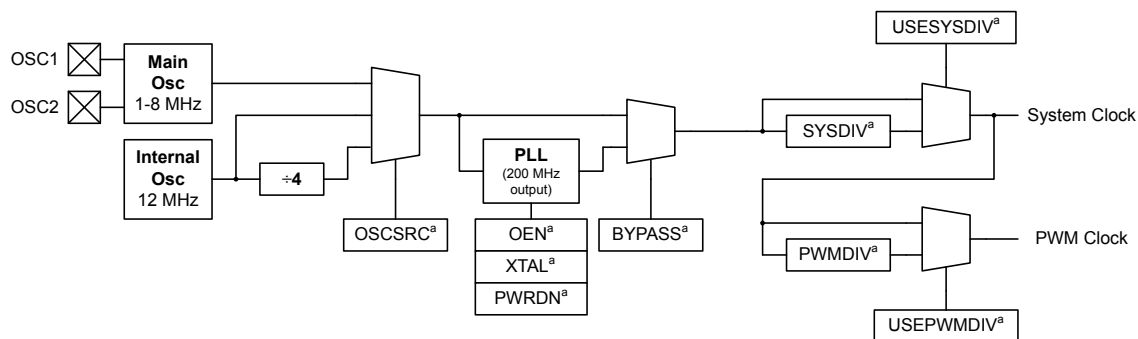 USESYSDIVᵃ
OSC1
Main
Osc
1-8 MHz
OSC2
System Clock
SYSDIVᵃ
Internal
Osc
12 MHz
÷4
PLL
(200 MHz
output)
OSCSRCᵃ
OENᵃ
XTALᵃ
PWRDNᵃ
BYPASSᵃ
PWMDIVᵃ
PWM Clock
USEPWMDIVᵃ